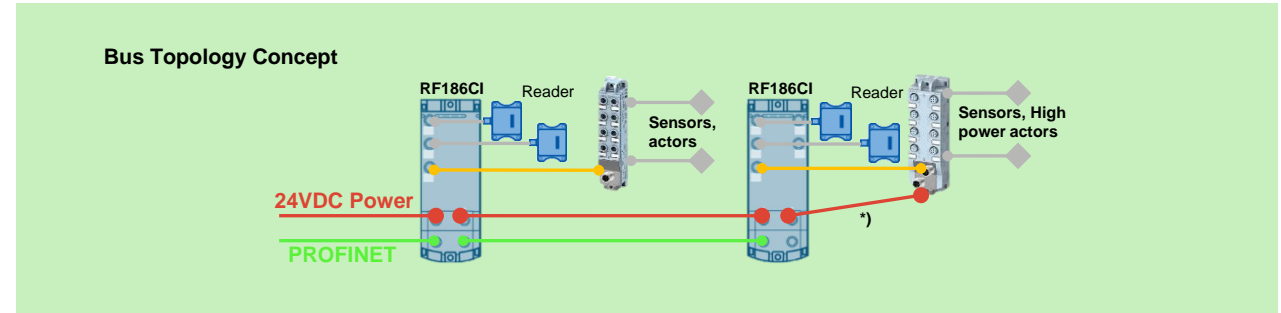 Bus Topology Concept
RF186CI
Reader
Sensors,
actors
RF186CI
Reader
Sensors, High
power actors
24VDC Power
*)
PROFINET